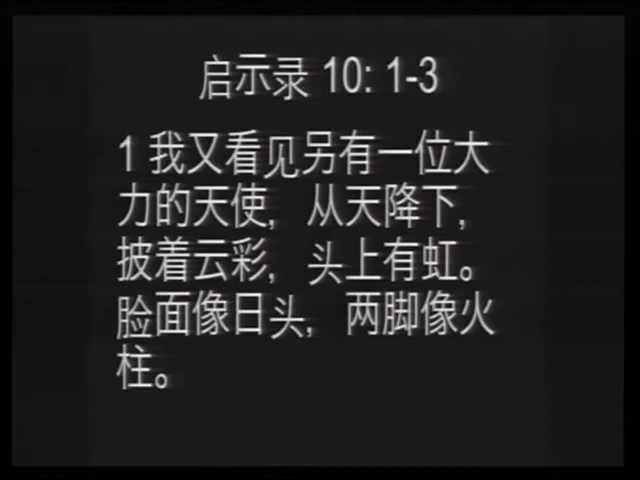 启示录 10: 1-3
1 我又看见另有一位大
力的天使, 从天降下,
披着云彩, 头上有虹。
脸面像日头, 两脚像火
柱。